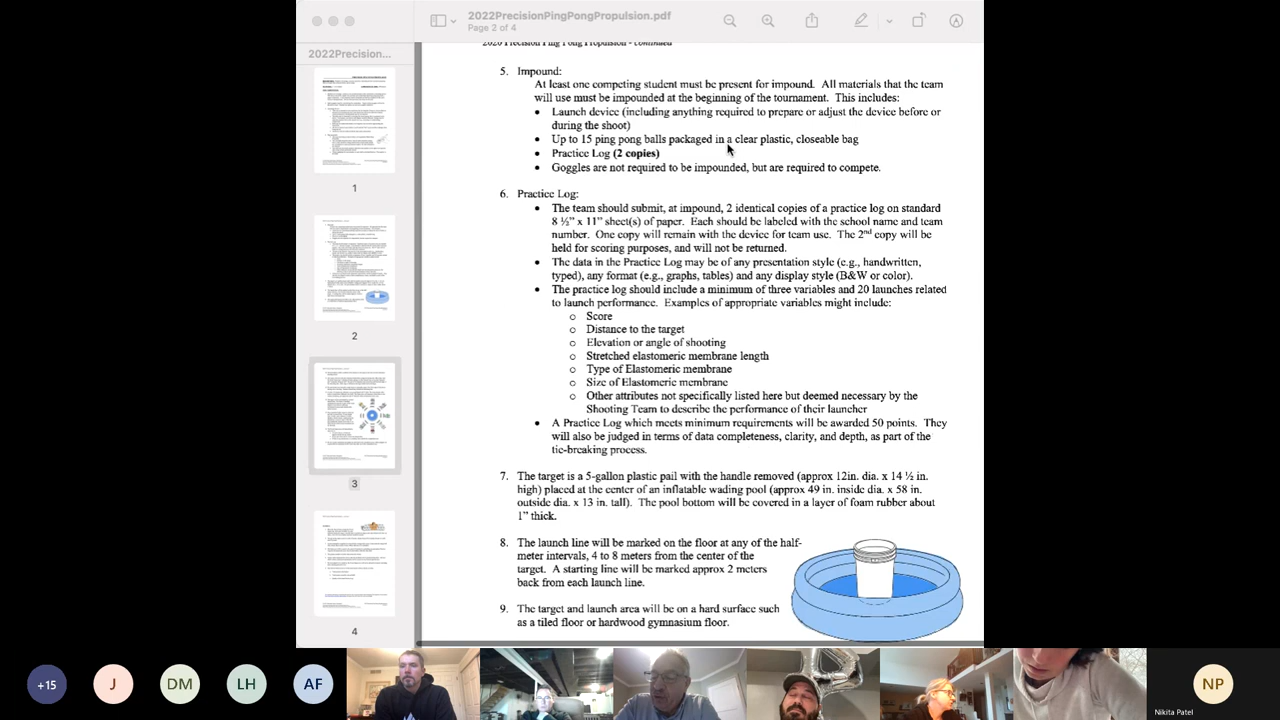 2022PrecisionPingPongPropulsion.pdf
Page 2 of 4
2022Precision...
2020 Precision Ping Pong Propulsion - continued
5. Impound:
At least one competing student must be present for impound. All materials that the team
will use must be impounded at the beginning of the tournament. This includes:
• Launch device (including anything required to prepare or adjust the device before or
during the shoot)
• Up to 15 ping pong balls packaged in a clear plastic reuseable bag
• Practice Log (2 copies)
• Goggles are not required to be impounded, but are required to compete.
6. Practice Log:
• The team should submit, at impound, 2 identical copies of a practice log on standard
8 ½" x 11" sheet(s) of paper. Each should be labeled with the school name and team
number. One copy will remain with the device for team use. The 2nd copy will be
held for scoring purposes, and will not be returned.
• The data in the Practice Log may be of any presentation style (e.g., handwritten,
typed), any format (e.g., graphs, tables) and any ink style (B&W or color).
• The practice log should include a minimum of three variables and 20 launches related
to launch performance. Examples of appropriate variables might include:
o Score
o Distance to the target
o Elevation or angle of shooting
o Stretched elastomeric membrane length
o Type of Elastomeric membrane
o Size of Elastomeric membrane
o Other attributes not specifically listed here but deemed necessary by the
Shooting Team to describe the performance of their launcher
• A Practice Log which meets minimum requirements will be awarded 50 points. They
will also be judged in terms of data completeness, clarity, and depth, as part of the
tie-breaking process.
7. The target is a 5-gallon plastic pail with the handle removed (approx 12in. dia. x 14 ½ in.
high) placed at the center of an inflatable wading pool (approx 49 in. inside dia. x 58 in.
outside dia. x 13 in. tall). The pool bottom will be covered in a layer of foam rubber about
1" thick.
8. The launch line will be marked on the floor at any of one
meter intervals, 4 to 8 meters from the center of the
target. A starting line will be marked approx 2 meters
back from each launch line.
9. The target and launch area will be on a hard surface such
as a tiled floor or hardwood gymnasium floor.
1
2
3
4
+15
J
DM
LH
AF
NP
Nikita Patel